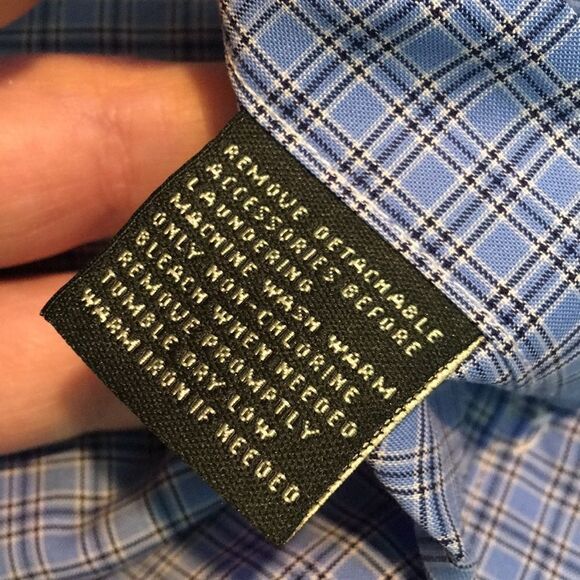 REMOVE DETACHABLE
ACCESSORIES BEFORE
LAUNDERING
MACHINE WASH WARM
ONLY NON-CHLORINE
BLEACH WHEN NEEDED
REMOVE PROMPTLY
TUMBLE DRY LOW
WARM IRON IF NEEDED